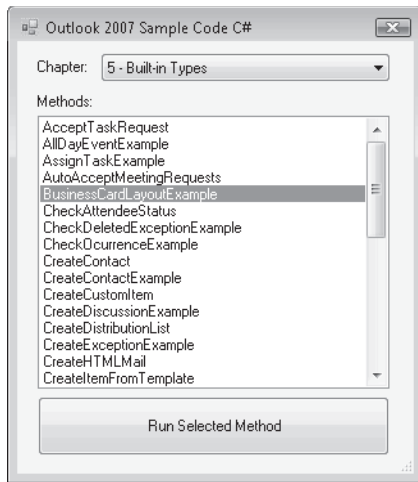 Outlook 2007 Sample Code C#
Chapter: 5 - Built-in Types
Methods:
AcceptTaskRequest
AllDayEventExample
AssignTaskExample
AutoAcceptMeetingRequests
BusinessCardLayoutExample
CheckAttendeeStatus
CheckDeletedExceptionExample
CheckOcurrenceExample
CreateContact
CreateContactExample
CreateCustomItem
CreateDiscussionExample
CreateDistributionList
CreateExceptionExample
CreateHTMLMail
CreateItemFromTemplate
Run Selected Method